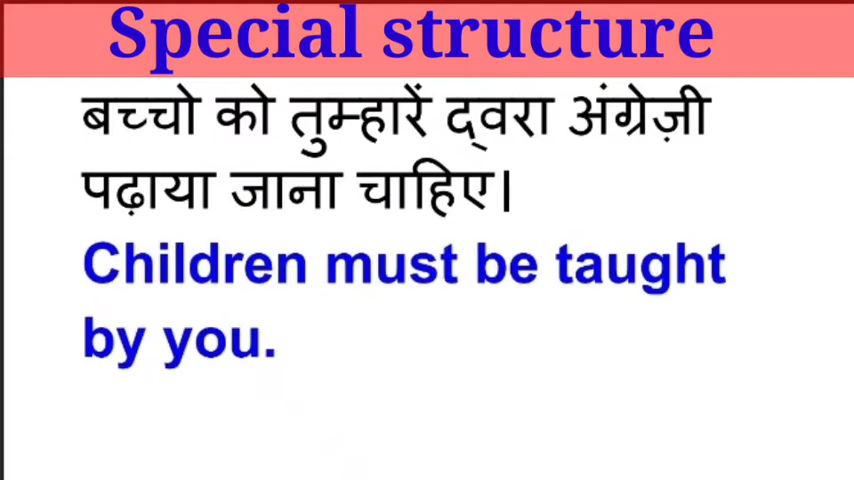 Special structure
बच्चो को तुम्हारें द्वरा अंग्रेज़ी
पढ़ाया जाना चाहिए।
Children must be taught
by you.